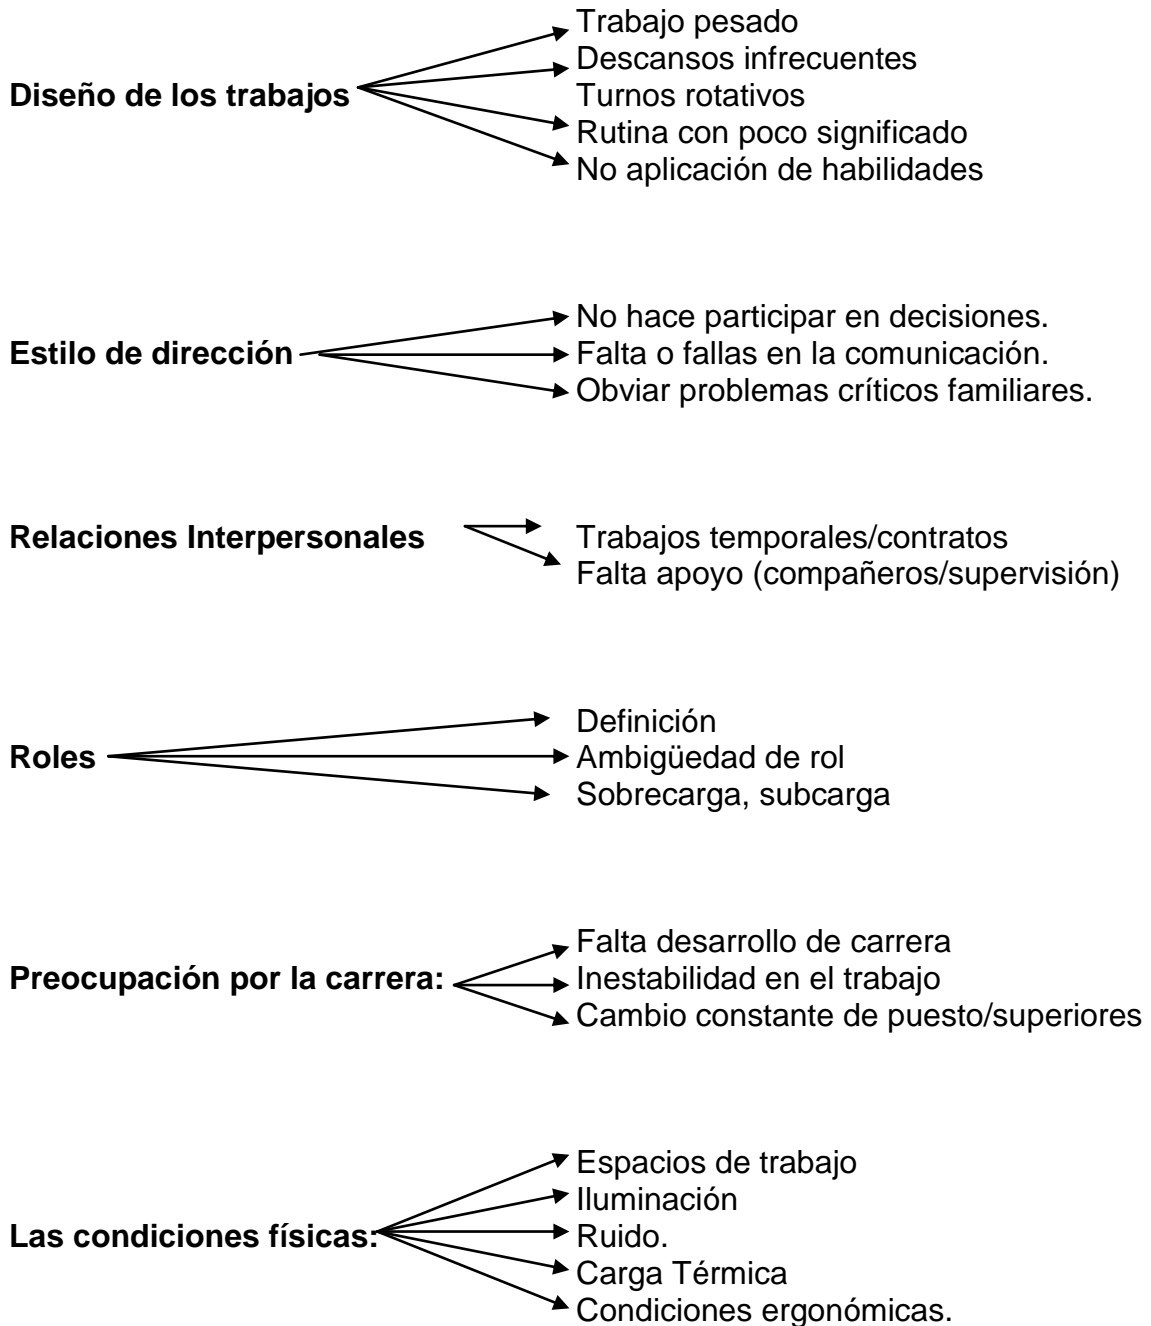 Trabajo pesado
Descansos infrecuentes
Diseño de los trabajos
Turnos rotativos
Rutina con poco significado
No aplicación de habilidades
No hace participar en decisiones.
Estilo de dirección
Falta o fallas en la comunicación.
Obviar problemas críticos familiares.
Relaciones Interpersonales
Trabajos temporales/contratos
Falta apoyo (compañeros/supervisión)
Definición
Roles
Ambigüedad de rol
Sobrecarga, subcarga
Falta desarrollo de carrera
Preocupación por la carrera:
Inestabilidad en el trabajo
Cambio constante de puesto/superiores
Espacios de trabajo
Iluminación
Las condiciones físicas:
Ruido.
Carga Térmica
Condiciones ergonómicas.